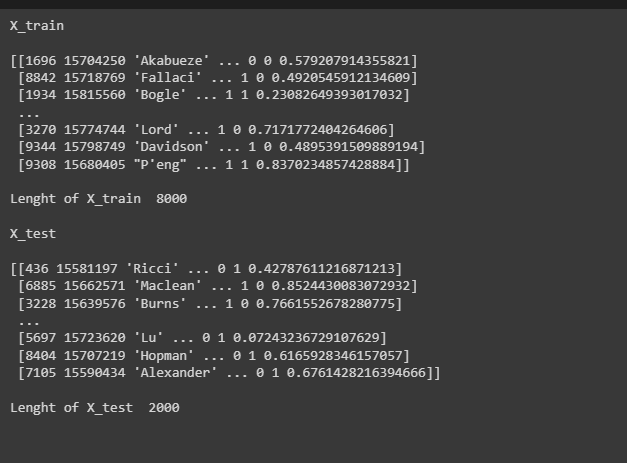 X_train
[[1696 15704250 'Akabueze' ... 0 0 0.579207914355821]
[8842 15718769 'Fallaci' ... 1 0 0.4920545912134609]
[1934 15815560 'Bogle' ... 1 1 0.23082649393017032]
...
[3270 15774744 'Lord' ... 1 0 0.7171772404264606]
[9344 15798749 'Davidson' ... 1 0 0.4895391509889194]
[9308 15680405 "P'eng" ... 1 1 0.8370234857428884]]
Lenght of X_train  8000
X_test
[[436 15581197 'Ricci' ... 0 1 0.42787611216871213]
[6885 15662571 'Maclean' ... 0 0 0.8524430083072932]
[3228 15639576 'Burns' ... 1 0 0.7661552678280775]
...
[5697 15723620 'Lu' ... 0 1 0.07243236729107629]
[8404 15707219 'Hopman' ... 0 1 0.6165928346157057]
[7105 15590434 'Alexander' ... 0 1 0.6761428216394666]]
Lenght of X_test  2000